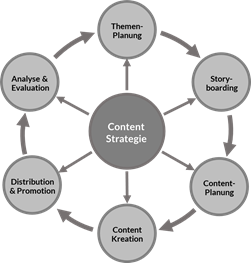 Themen-
Planung
Story-
boarding
Content-
Planung
Content
Kreation
Distribution
& Promotion
Analyse &
Evaluation
Content
Strategie